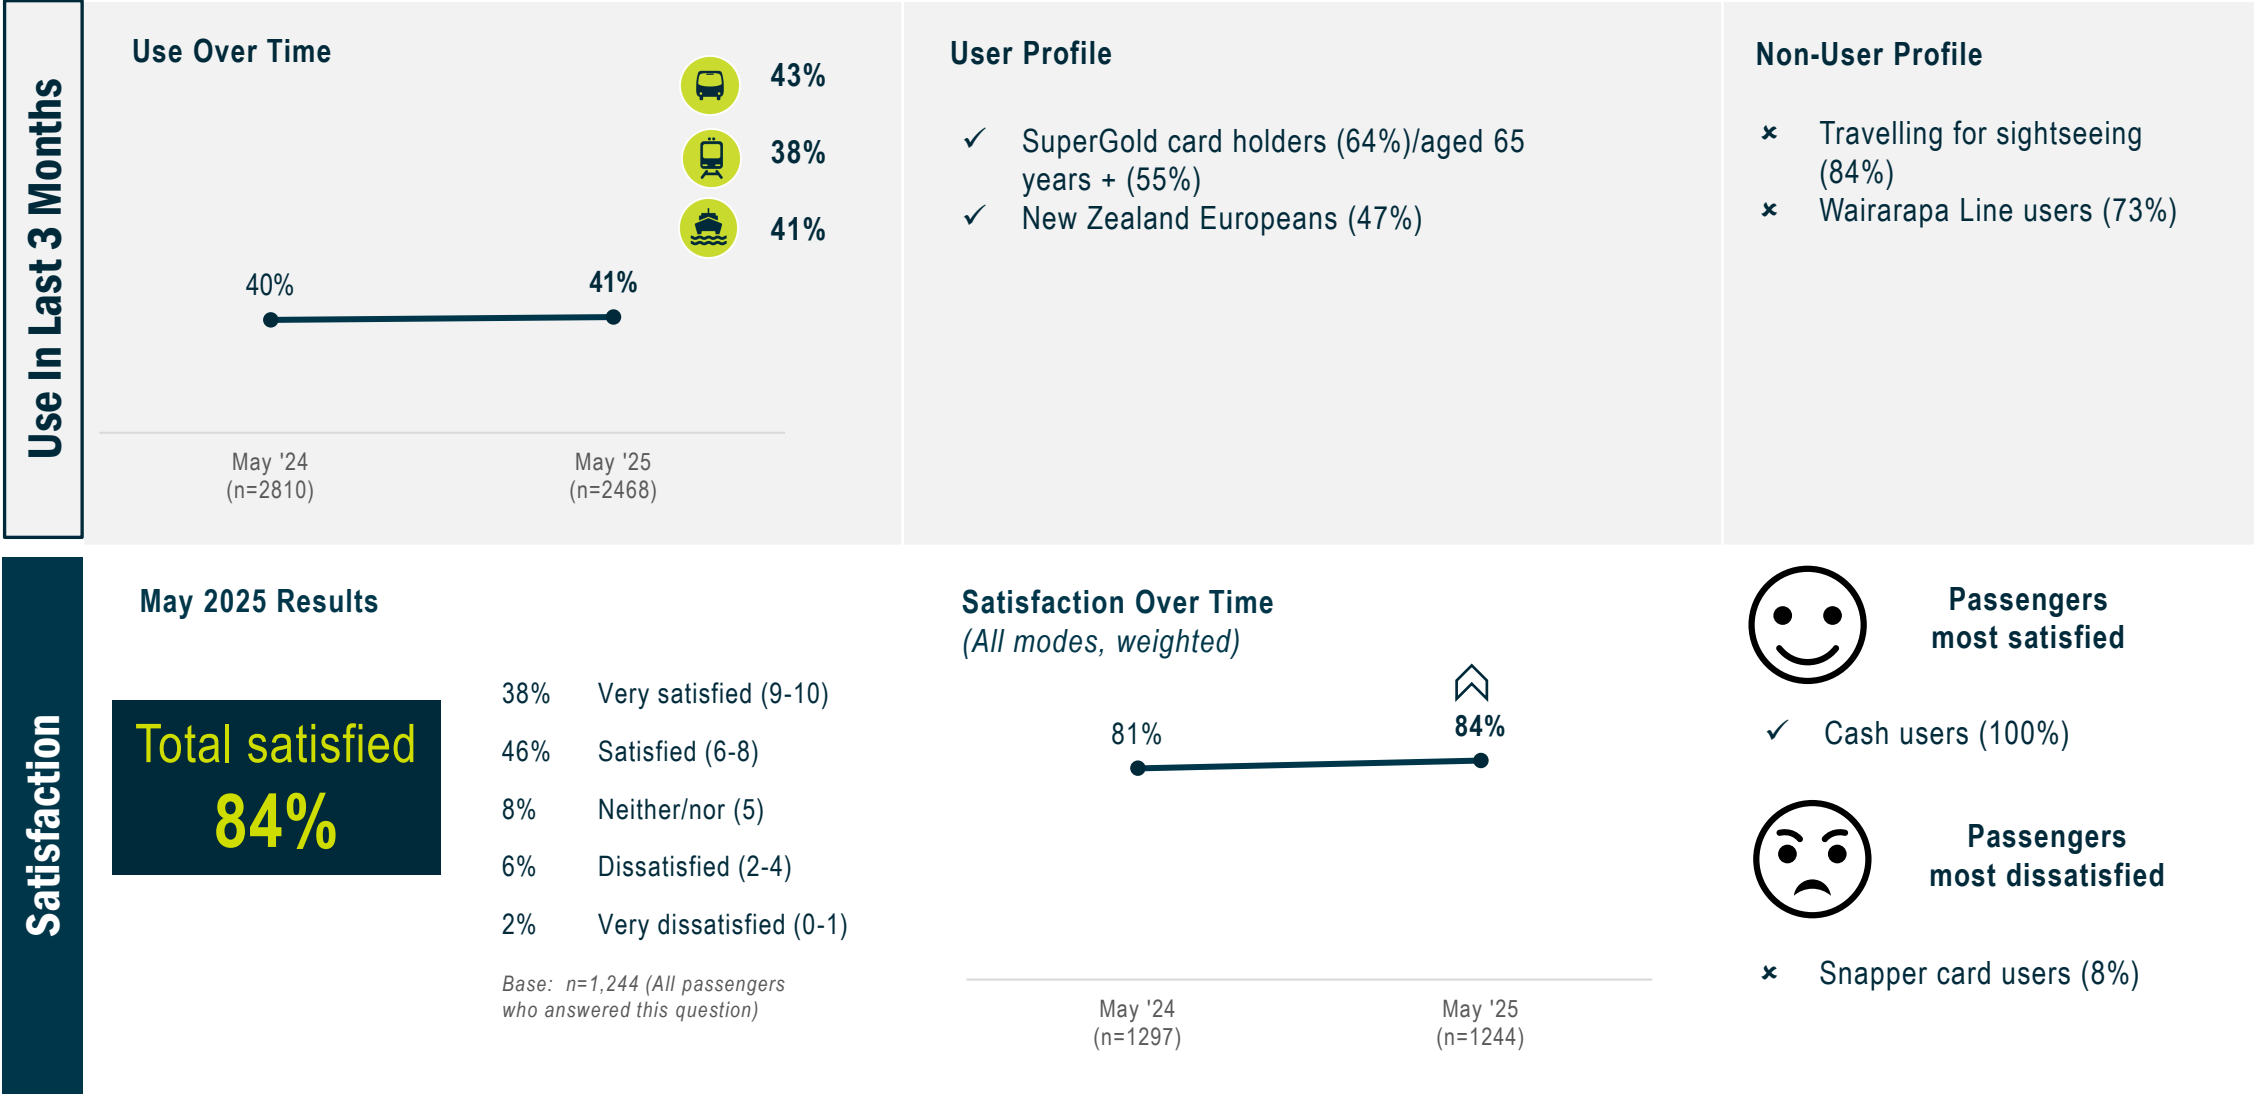 Use In Last 3 Months
Use Over Time
43%
38%
41%
40%
41%
May '24
(n=2810)
May '25
(n=2468)
User Profile
✓ SuperGold card holders (64%)/aged 65
years + (55%)
✓ New Zealand Europeans (47%)
Non-User Profile
× Travelling for sightseeing
(84%)
× Wairarapa Line users (73%)
Satisfaction
May 2025 Results
Total satisfied
84%
38% Very satisfied (9-10)
46% Satisfied (6-8)
8% Neither/nor (5)
6% Dissatisfied (2-4)
2% Very dissatisfied (0-1)
Base: n=1,244 (All passengers
who answered this question)
Satisfaction Over Time
(All modes, weighted)
81%
84%
May '24
(n=1297)
May '25
(n=1244)
Passengers
most satisfied
✓ Cash users (100%)
Passengers
most dissatisfied
× Snapper card users (8%)